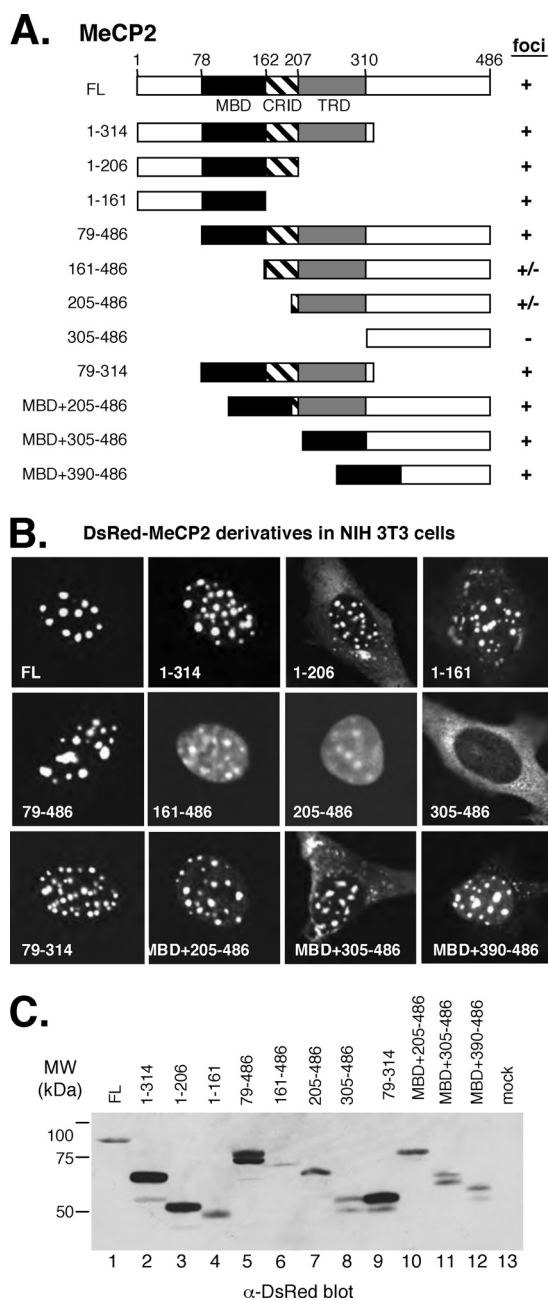 A.
MeCP2
foci
1 78 162 207 310 486
FL +
MBD CRID TRD
1-314 +
1-206 +
1-161 +
79-486 +
161-486 +/-
205-486 +/-
305-486 -
79-314 +
MBD+205-486 +
MBD+305-486 +
MBD+390-486 +
B.
DsRed-MeCP2 derivatives in NIH 3T3 cells
FL 1-314 1-206 1-161
79-486 161-486 205-486 305-486
79-314 MBD+205-486 MBD+305-486 MBD+390-486
C.
MW
(kDa)
FL 1-314 1-206 1-161 79-486 161-486 205-486 305-486 79-314 MBD+205-486 MBD+305-486 MBD+390-486 mock
100
75
50
1 2 3 4 5 6 7 8 9 10 11 12 13
α-DsRed blot